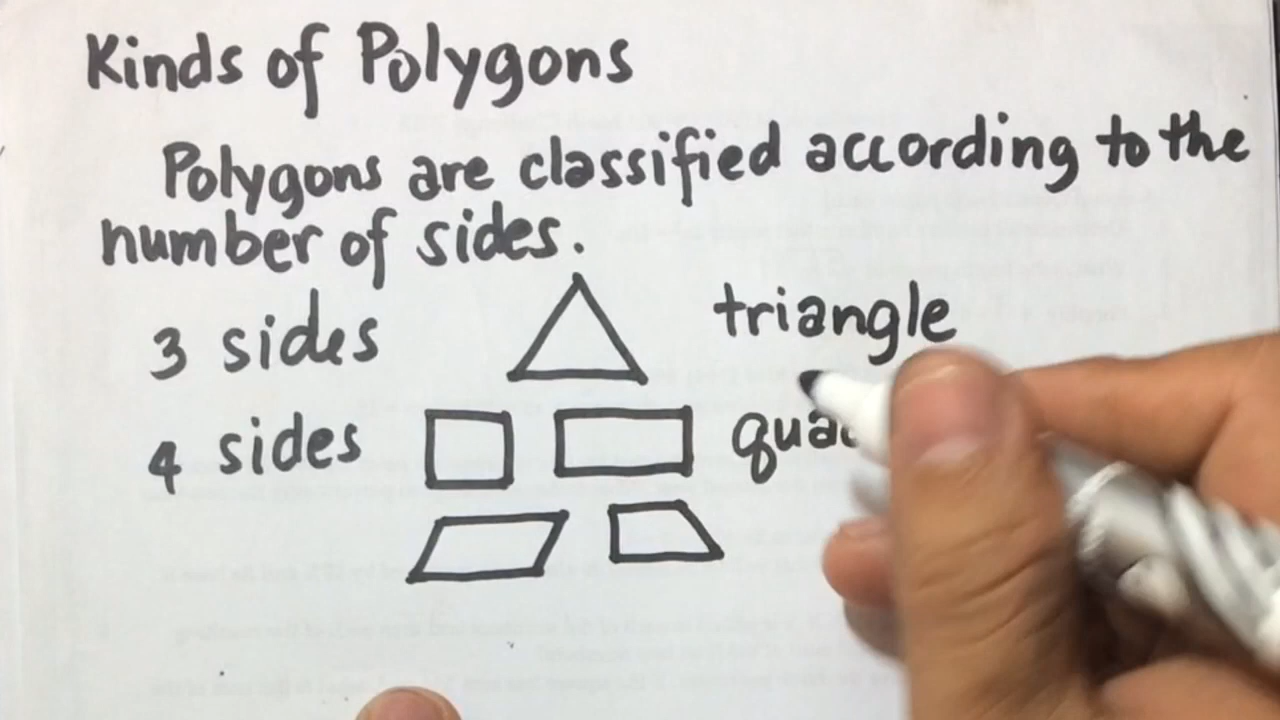 Kinds of Polygons
Polygons are classified according to the
number of sides.
3 sides triangle
4 sides